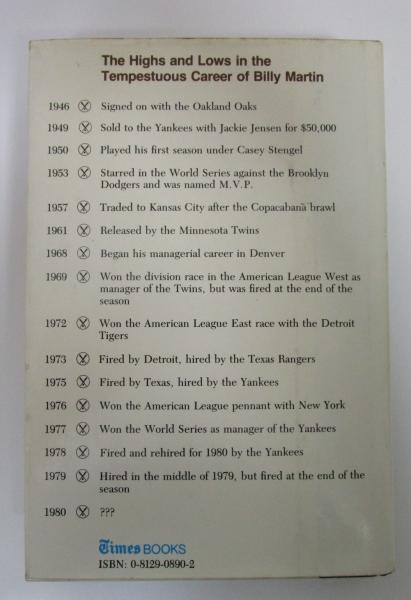 The Highs and Lows in the
Tempestuous Career of Billy Martin
1946 Signed on with the Oakland Oaks
1949 Sold to the Yankees with Jackie Jensen for $50,000
1950 Played his first season under Casey Stengel
1953 Starred in the World Series against the Brooklyn
Dodgers and was named M.V.P.
1957 Traded to Kansas City after the Copacabana brawl
1961 Released by the Minnesota Twins
1968 Began his managerial career in Denver
1969 Won the division race in the American League West as
manager of the Twins, but was fired at the end of the
season
1972 Won the American League East race with the Detroit
Tigers
1973 Fired by Detroit, hired by the Texas Rangers
1975 Fired by Texas, hired by the Yankees
1976 Won the American League pennant with New York
1977 Won the World Series as manager of the Yankees
1978 Fired and rehired for 1980 by the Yankees
1979 Hired in the middle of 1979, but fired at the end of the
season
1980 ???
Times BOOKS
ISBN: 0-8129-0890-2